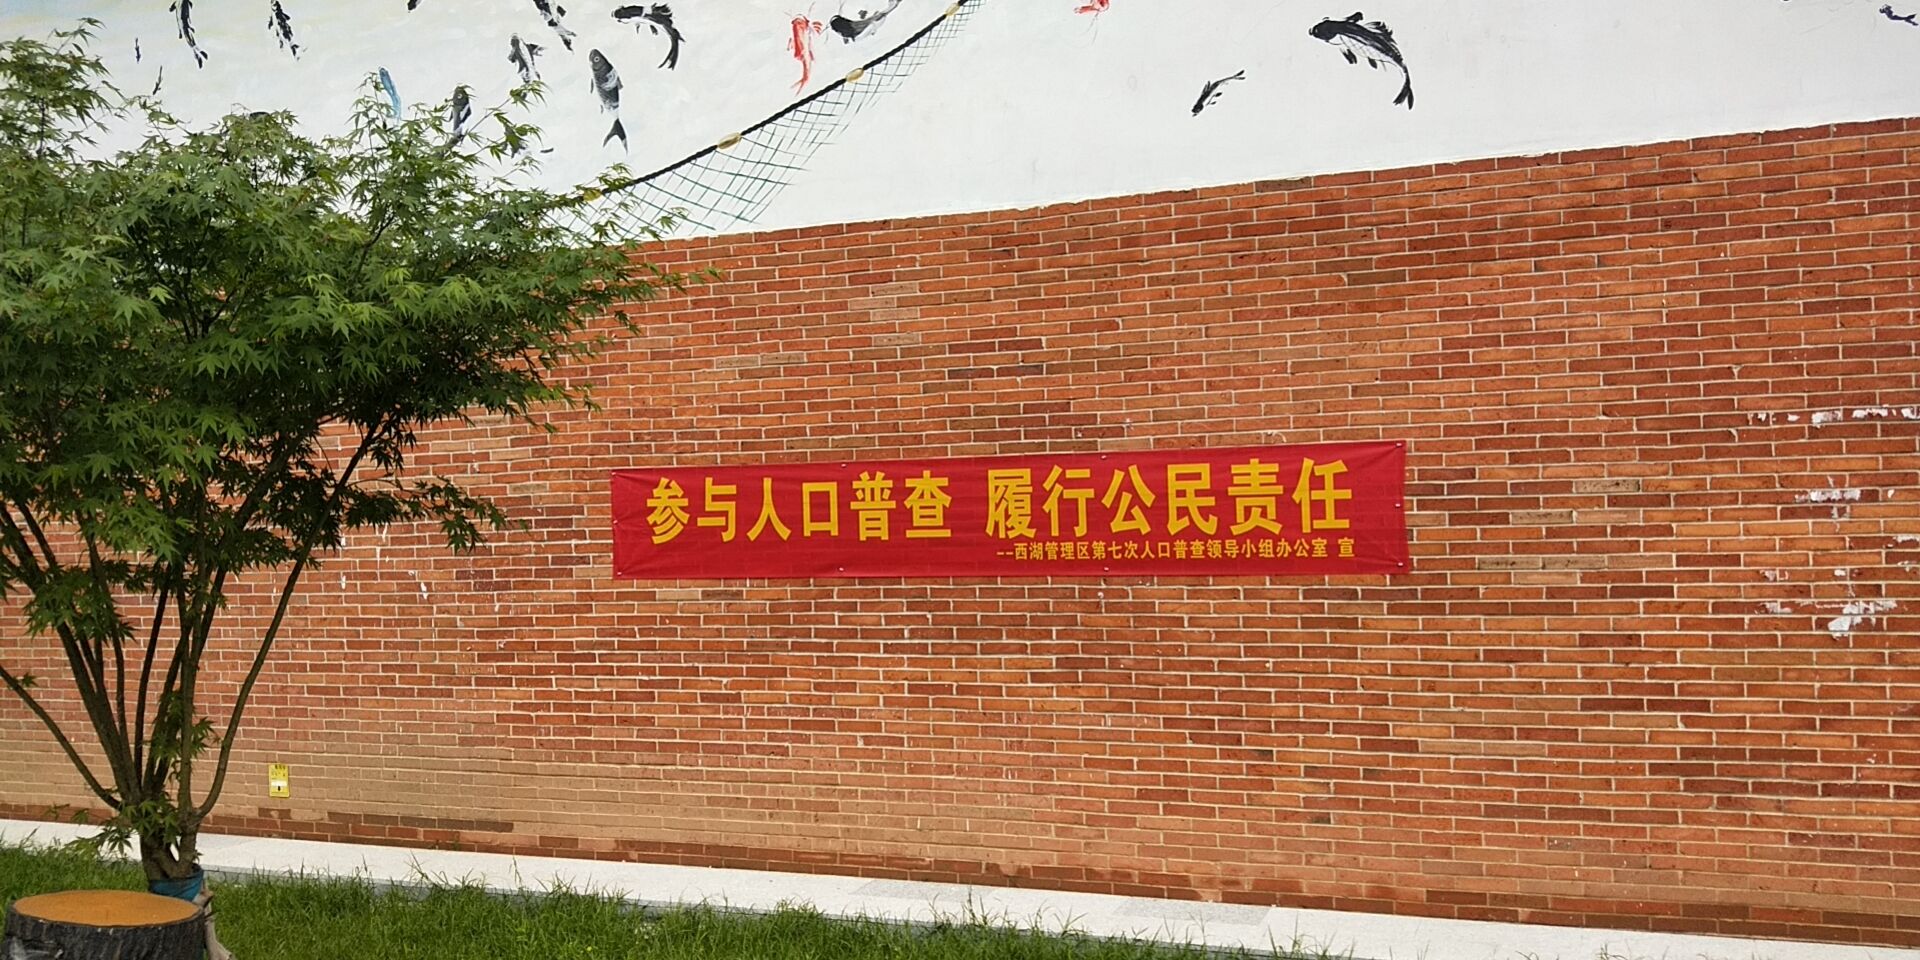 参与人口普查 履行公民责任
--西湖管理区第七次人口普查领导小组办公室 宣